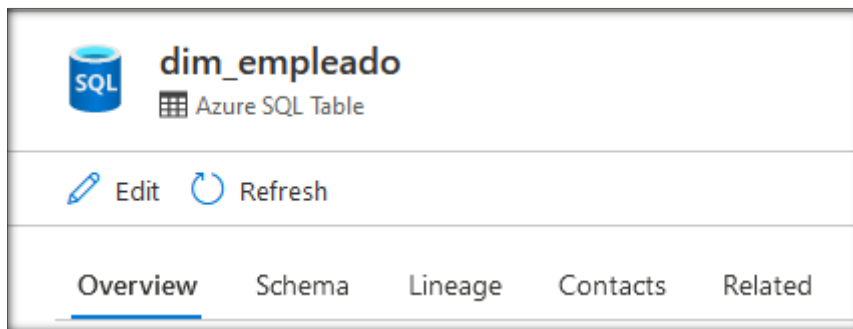 SQL
dim_empleado
Azure SQL Table
Edit Refresh
Overview Schema Lineage Contacts Related